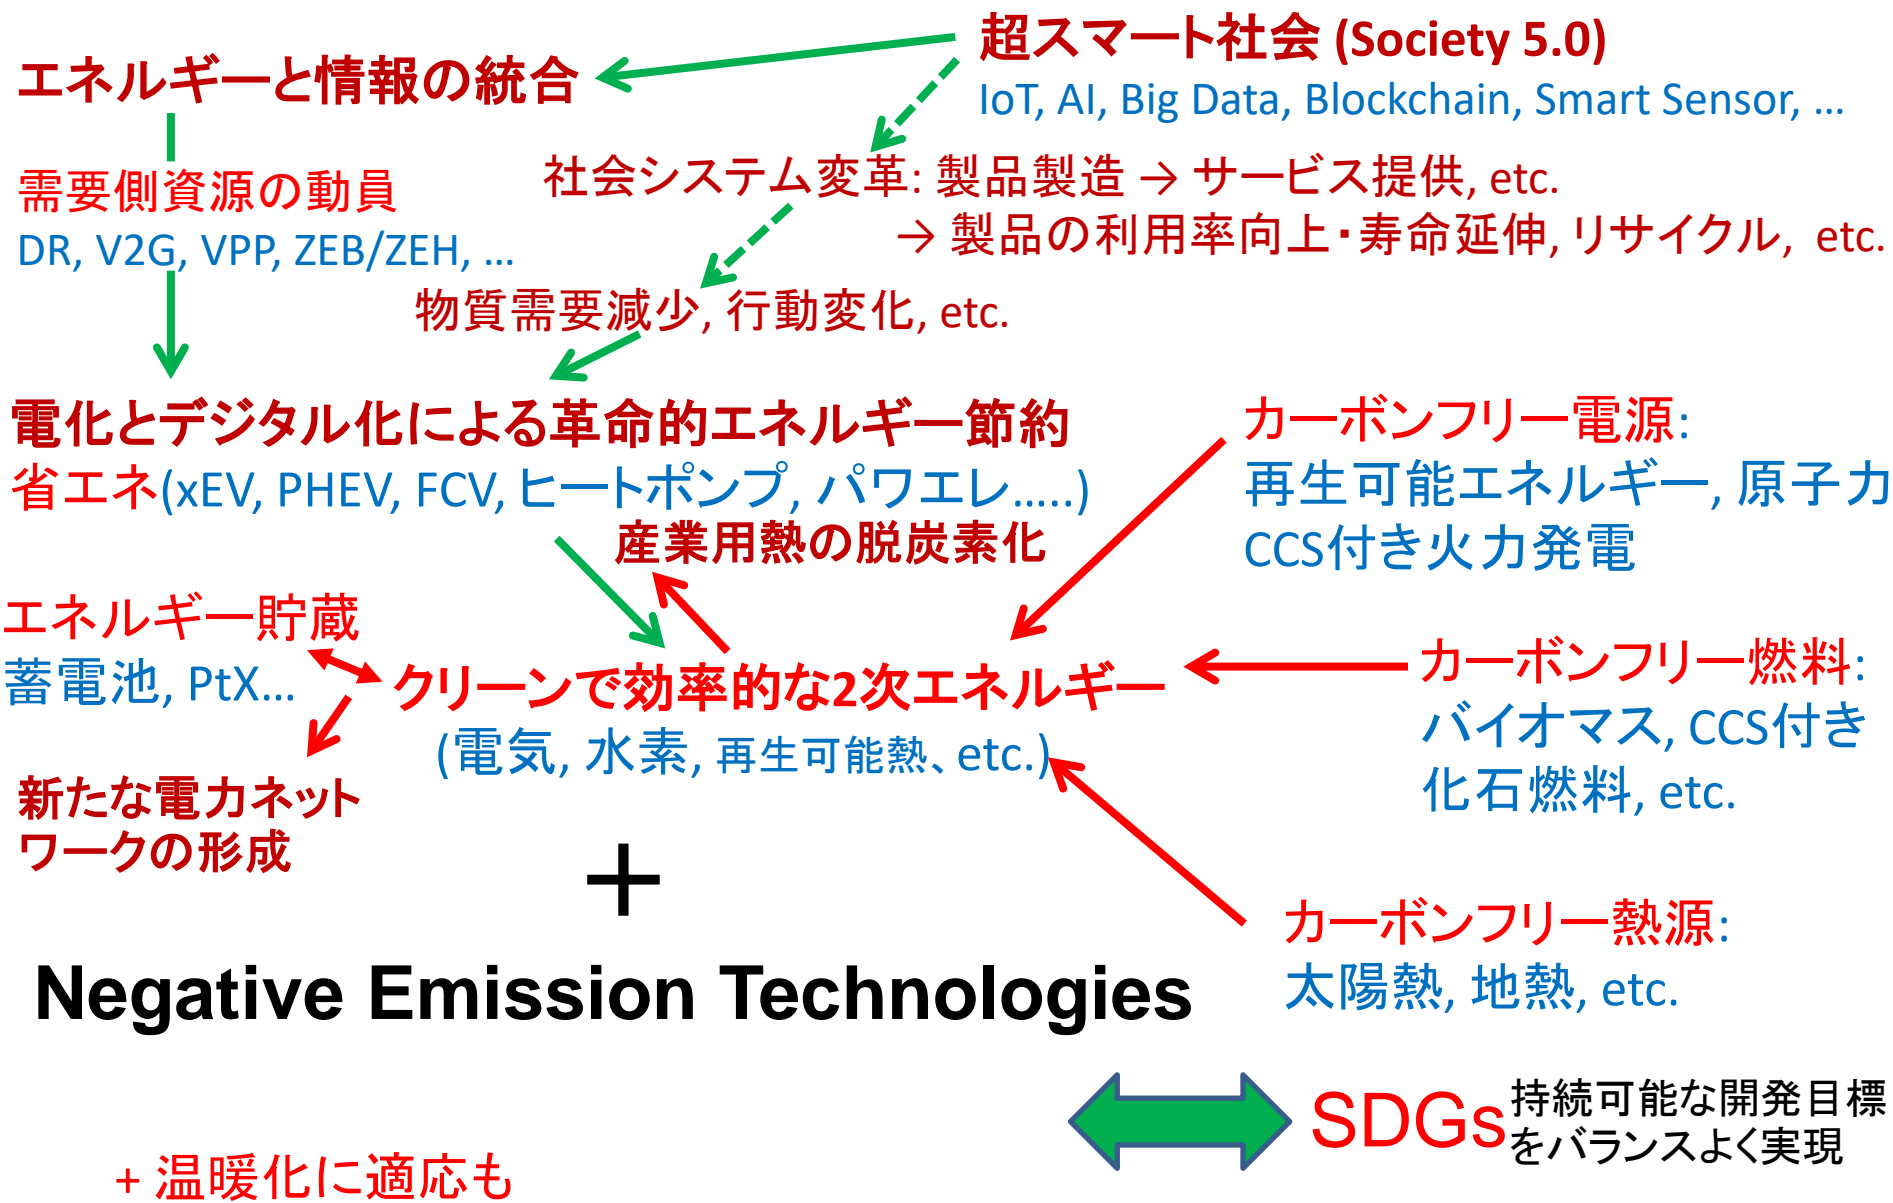 超スマート社会 (Society 5.0)
IoT, AI, Big Data, Blockchain, Smart Sensor, ...
エネルギーと情報の統合
需要側資源の動員
DR, V2G, VPP, ZEB/ZEH, ...
社会システム変革: 製品製造 → サービス提供, etc.
→ 製品の利用率向上・寿命延伸, リサイクル, etc.
物質需要減少, 行動変化, etc.
電化とデジタル化による革命的エネルギー節約
省エネ(xEV, PHEV, FCV, ヒートポンプ, パワエレ.....)
産業用熱の脱炭素化
カーボンフリー電源:
再生可能エネルギー, 原子力
CCS付き火力発電
エネルギー貯蔵
蓄電池, PtX...
クリーンで効率的な2次エネルギー
(電気, 水素, 再生可能熱、etc.)
カーボンフリー燃料:
バイオマス, CCS付き
化石燃料, etc.
新たな電力ネット
ワークの形成
+
カーボンフリー熱源:
太陽熱, 地熱, etc.
Negative Emission Technologies
SDGs
持続可能な開発目標
をバランスよく実現
+ 温暖化に適応も